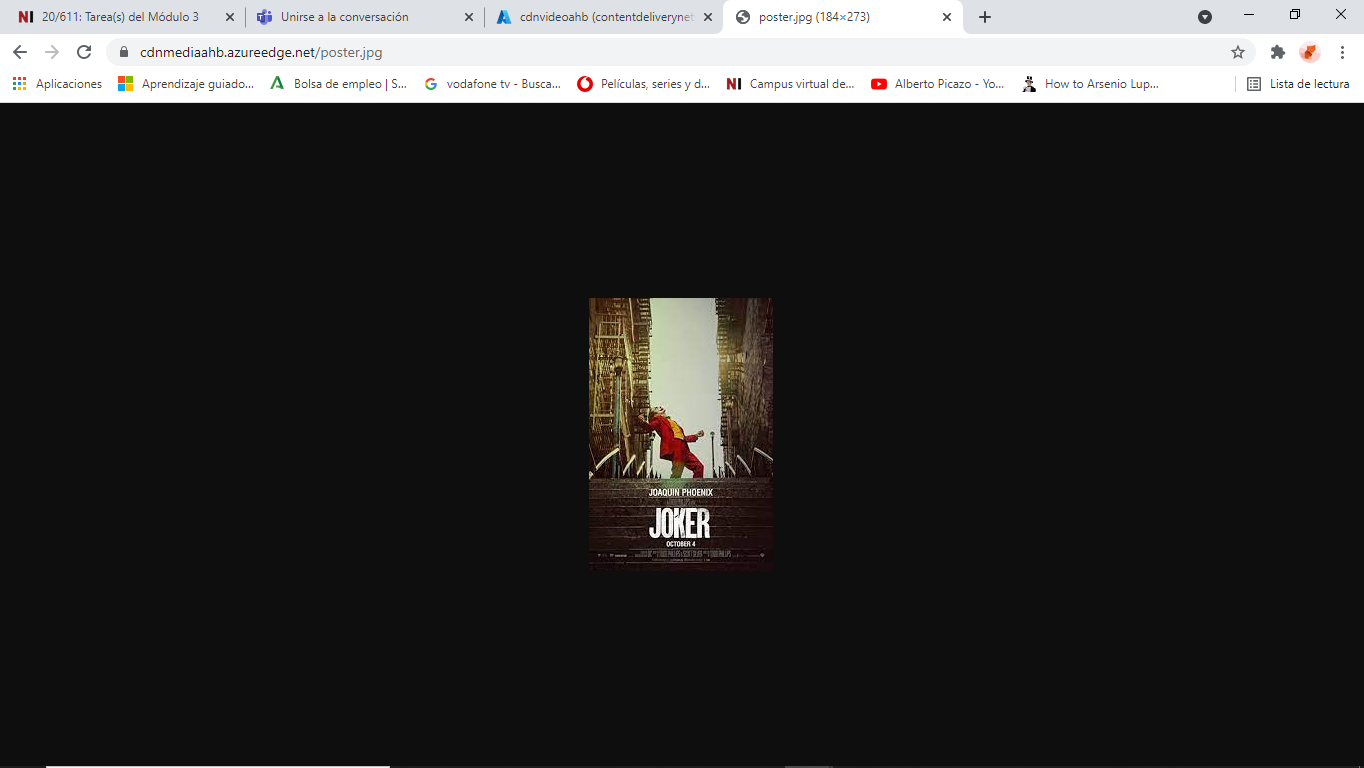 NI 20/611: Tarea(s) del Módulo 3
Unirse a la conversación
cdnvideoahb (contentdeliverynet
poster.jpg (184×273)
cdnmediaahb.azureedge.net/poster.jpg
Aplicaciones
Aprendizaje guiado...
Bolsa de empleo | S...
vodafone tv - Busca...
Películas, series y d...
NI Campus virtual de...
Alberto Picazo - Yo...
How to Arsenio Lup...
Lista de lectura
JOAQUIN PHOENIX
JOKER
OCTOBER 4